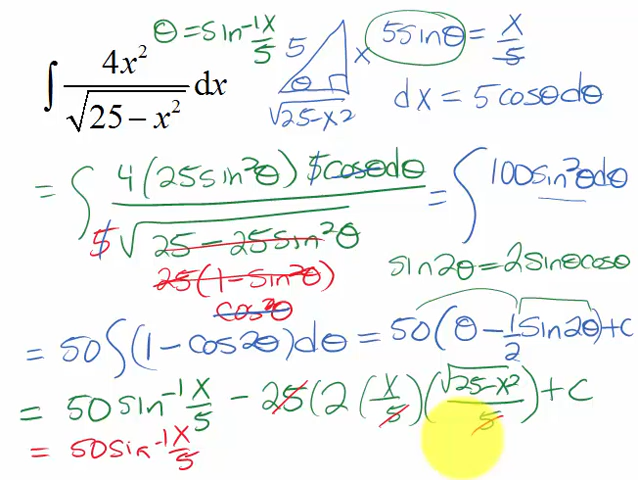 θ = sin⁻¹ x/5
5 x θ √25-x²
5sinθ = x/5
∫ 4x²/√25 − x² dx
dx = 5cosθdθ
= ∫ 4(25sin²θ) 5cosθdθ / 5√25-25sin²θ = ∫ 100sin²θdθ
25(1-sin²θ)
cos²θ
sin2θ = 2sinθcosθ
= 50∫(1-cos2θ)dθ = 50(θ - 1/2 sin2θ) + C
= 50sin⁻¹ x/5 - 25(2(x/5)(√25-x²/5) + C
= 50sin⁻¹ x/5